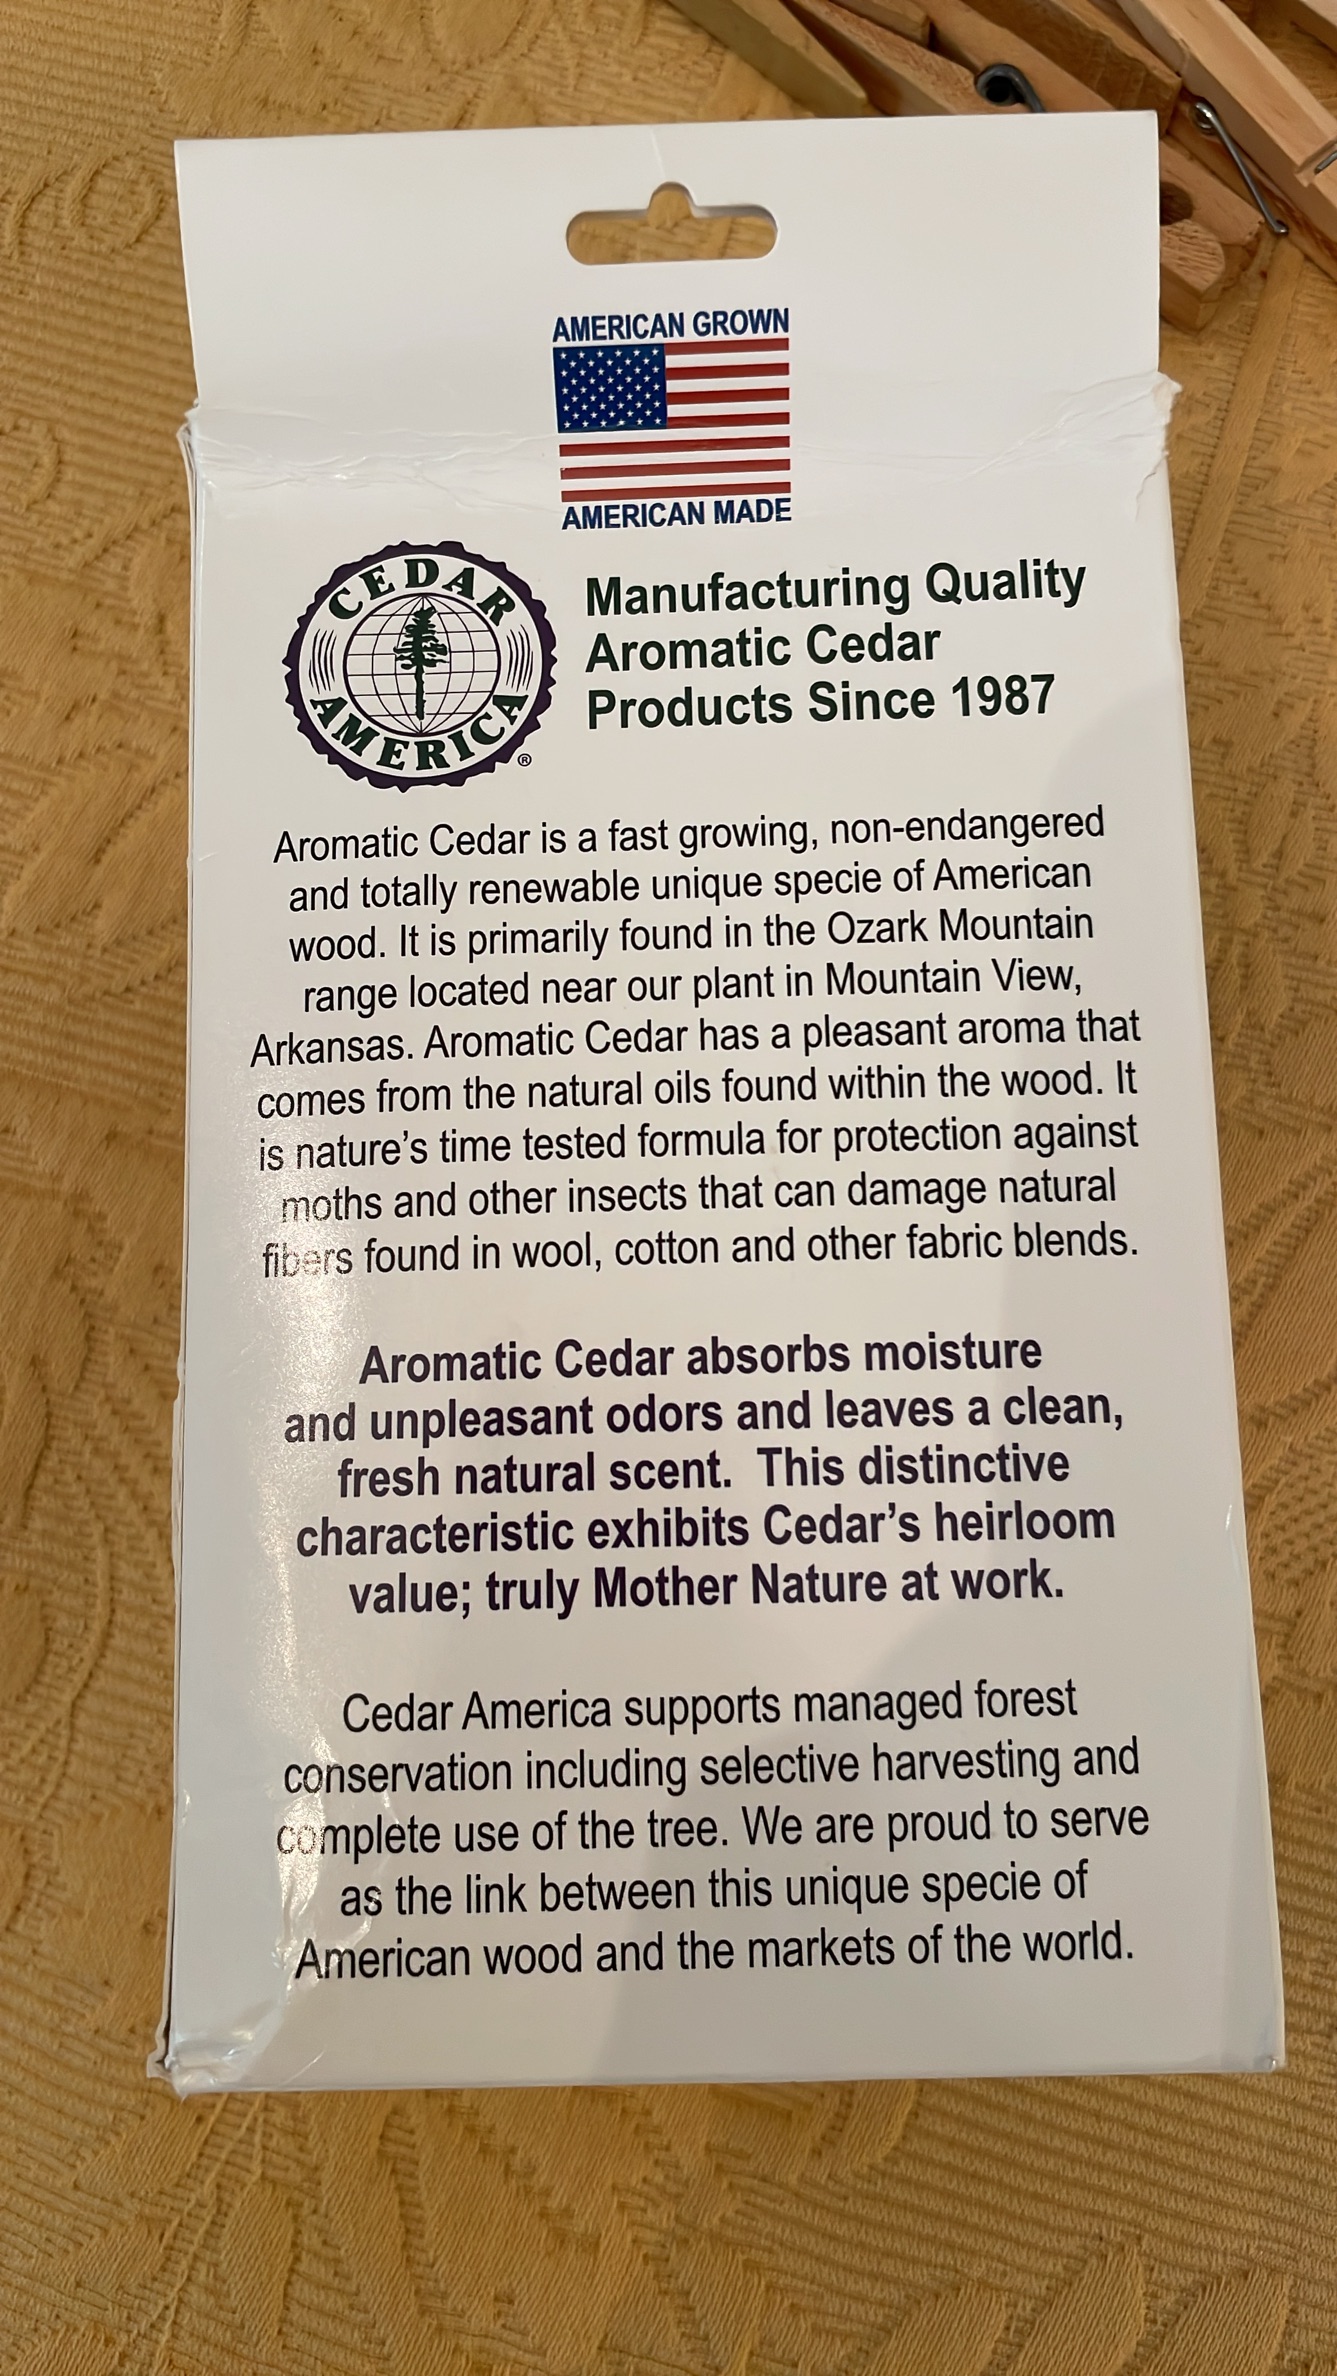 AMERICAN GROWN
AMERICAN MADE
CEDAR
AMERICA
®
Manufacturing Quality
Aromatic Cedar
Products Since 1987
Aromatic Cedar is a fast growing, non-endangered
and totally renewable unique specie of American
wood. It is primarily found in the Ozark Mountain
range located near our plant in Mountain View,
Arkansas. Aromatic Cedar has a pleasant aroma that
comes from the natural oils found within the wood. It
is nature’s time tested formula for protection against
moths and other insects that can damage natural
fibers found in wool, cotton and other fabric blends.
Aromatic Cedar absorbs moisture
and unpleasant odors and leaves a clean,
fresh natural scent. This distinctive
characteristic exhibits Cedar’s heirloom
value; truly Mother Nature at work.
Cedar America supports managed forest
conservation including selective harvesting and
complete use of the tree. We are proud to serve
as the link between this unique specie of
American wood and the markets of the world.